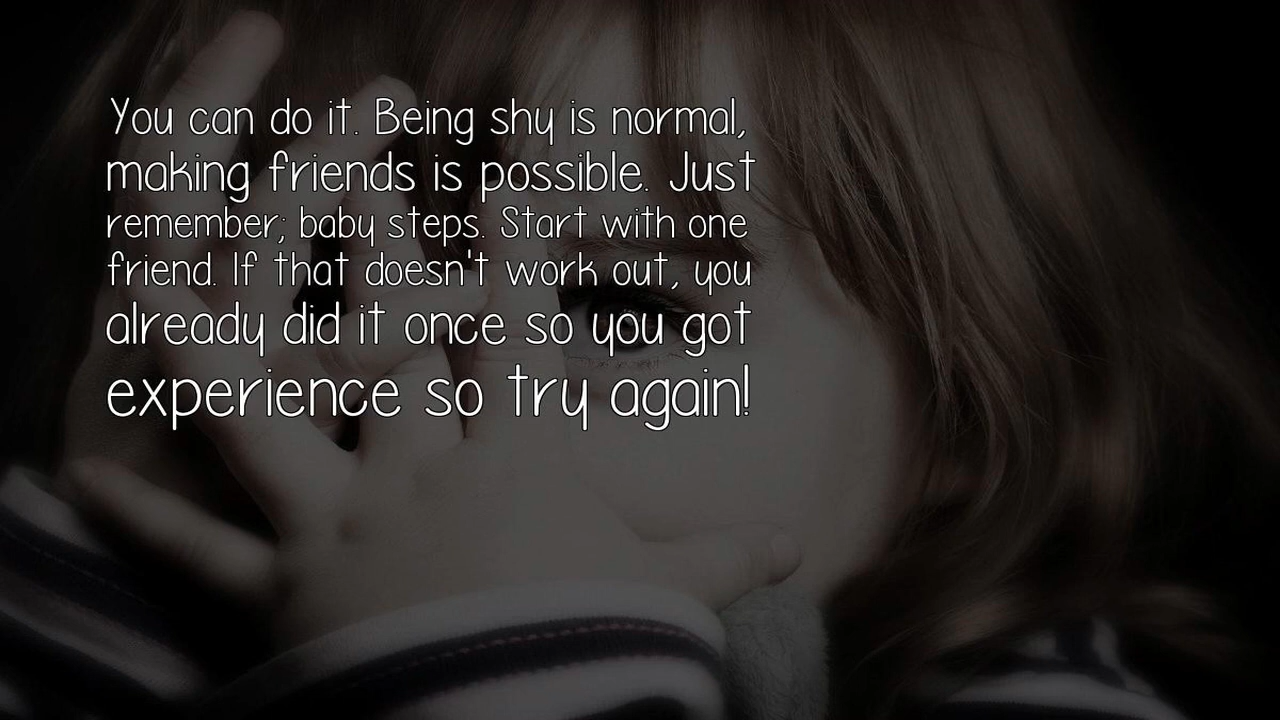 You can do it. Being shy is normal,
making friends is possible. Just
remember; baby steps. Start with one
friend. If that doesn't work out, you
already did it once so you got
experience so try again!